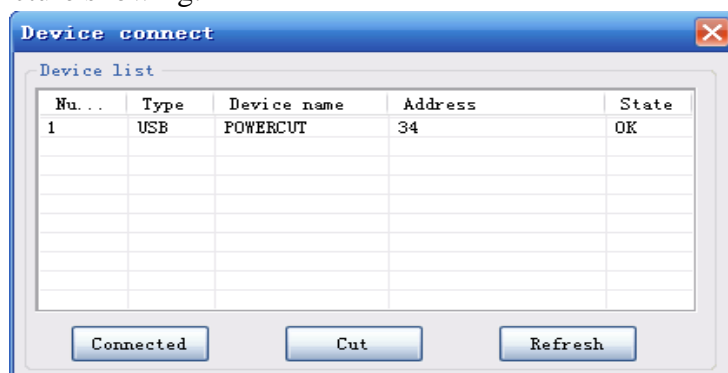 Device connect
Device list
Nu... Type Device name Address State
1 USB POWERCUT 34 OK
Connected Cut Refresh